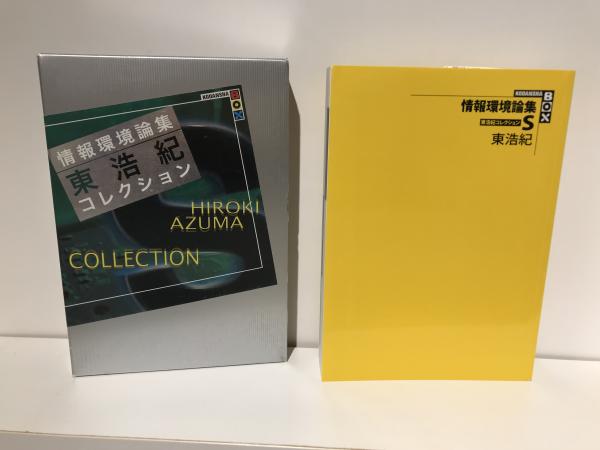 KODANSHA
BOX
情報環境論集
東浩紀
コレクション
HIROKI
AZUMA
COLLECTION
KODANSHA
BOX
情報環境論集
東浩紀コレクションS
東浩紀